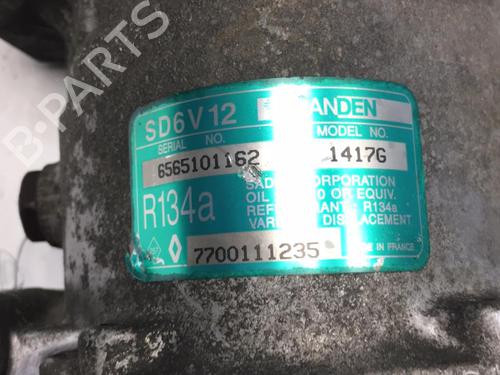 B-PARTS
SD6V12 SANDEN
SERIAL NO. MODEL NO.
6565101162 1417G
R134a
CORPORATION
OIL OR EQUIV.
R134a
DISPLACEMENT
7700111235
MADE IN FRANCE